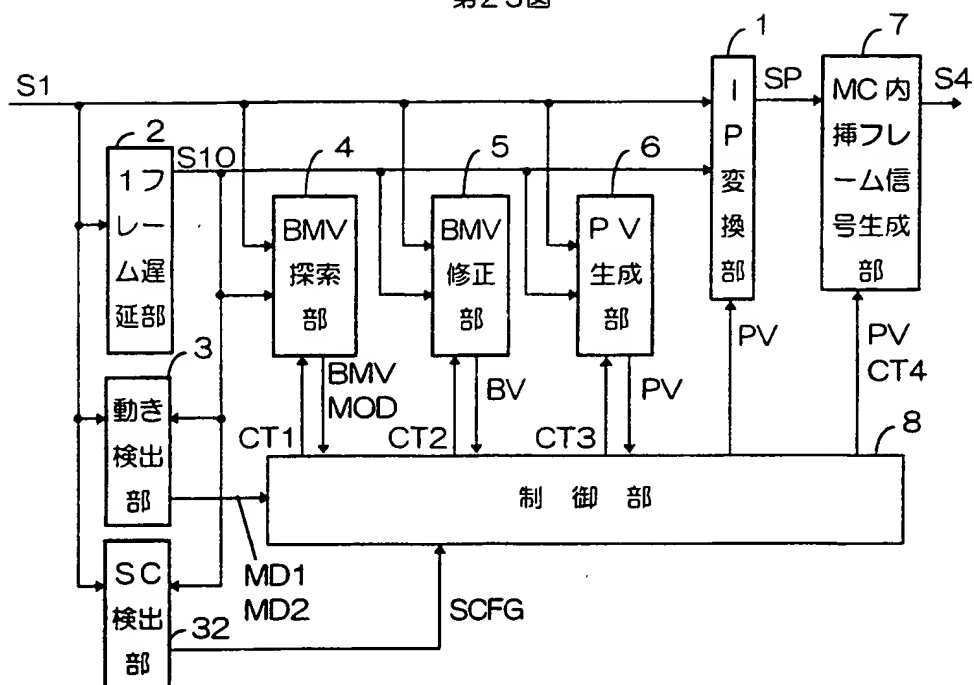 第23図
S1
2
1フ
レー
ム遅
延部
S10
3
動き
検出
部
SC
検出
部
32
4
BMV
探索
部
5
BMV
修正
部
6
PV
生成
部
1
I
P
変
換
部
SP
7
MC内
挿フレ
ーム信
号生成
部
S4
CT1
BMV
MOD
CT2
BV
CT3
PV
PV
PV
CT4
8
制御部
MD1
MD2
SCFG